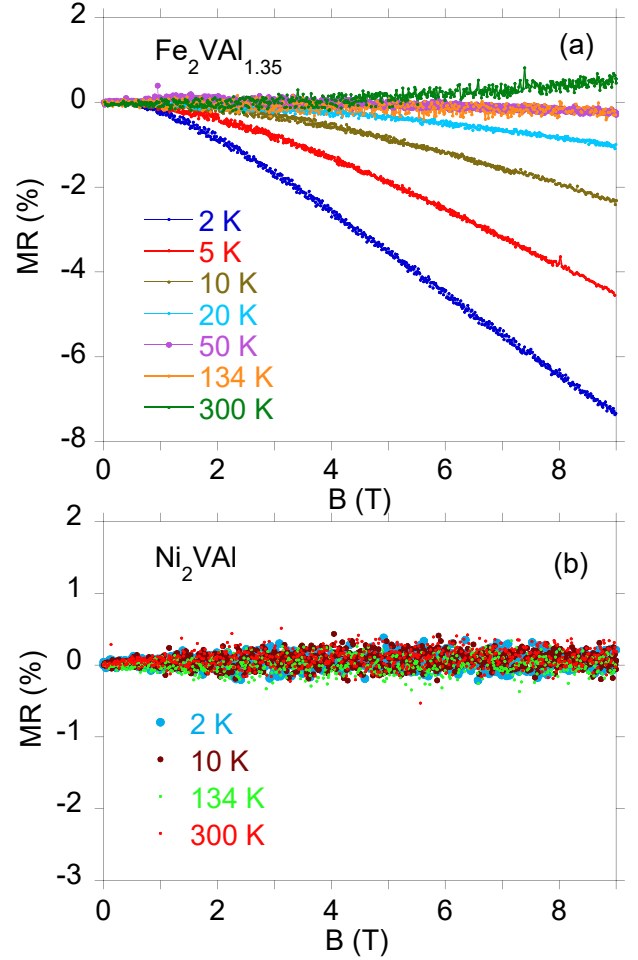 2
Fe₂VAl₁.₃₅
(a)
0
-2
MR (%)
2 K
5 K
-4
10 K
20 K
50 K
-6
134 K
300 K
-8
0 2 4 6 8
B (T)
2
Ni₂VAl
(b)
1
0
MR (%)
2 K
-1
10 K
134 K
-2
300 K
-3
0 2 4 6 8
B (T)